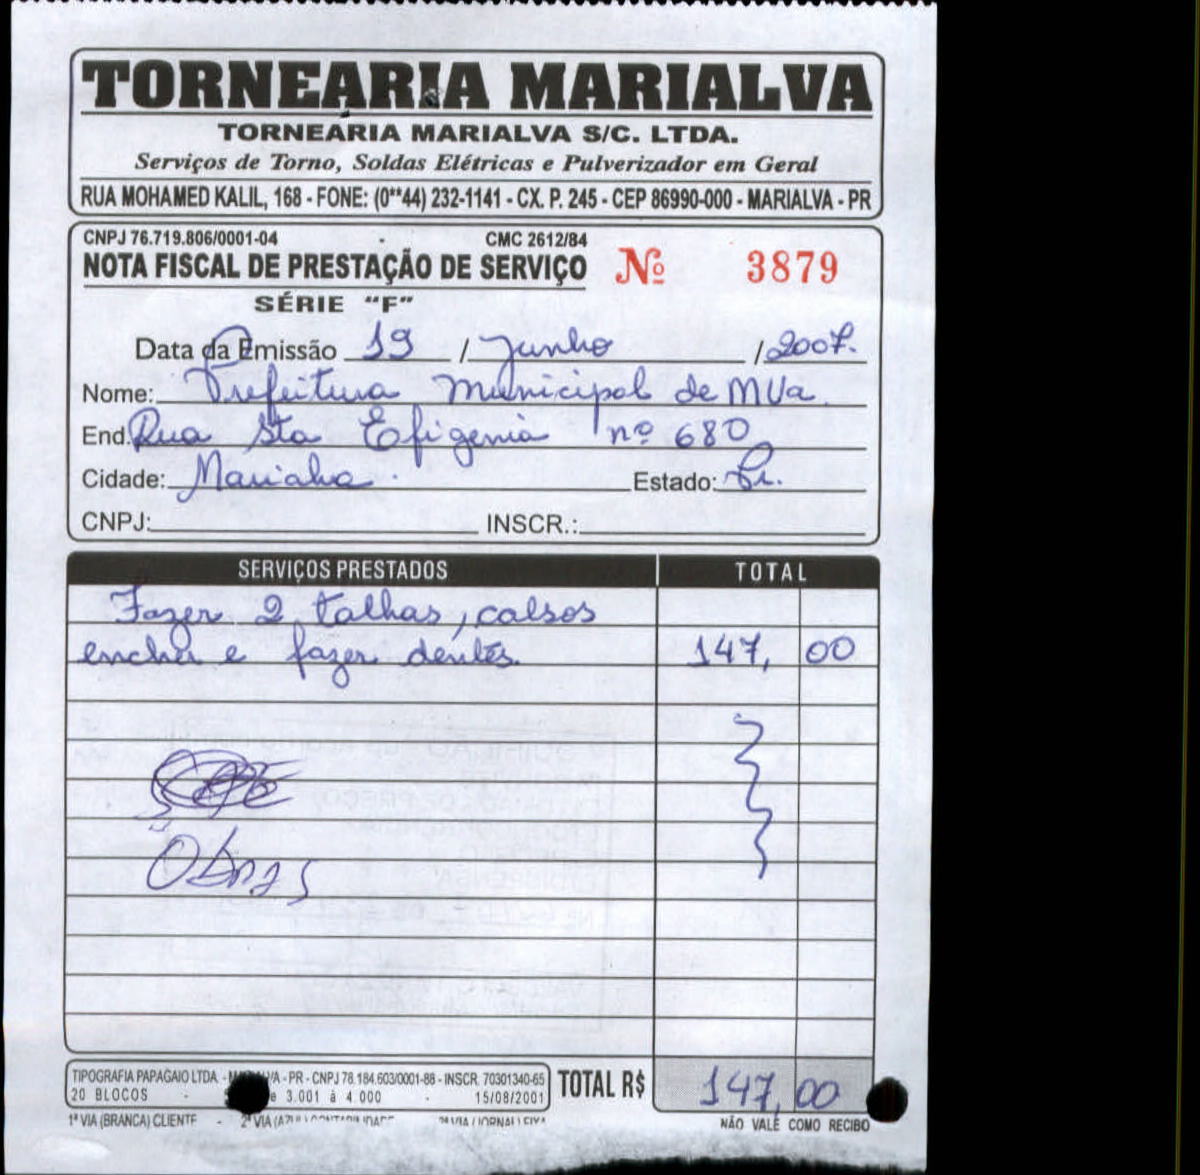 TORNEARIA MARIALVA
TORNEARIA MARIALVA S/C. LTDA.
Serviços de Torno, Soldas Elétricas e Pulverizador em Geral
RUA MOHAMED KALIL, 168 - FONE: (0**44) 232-1141 - CX. P. 245 - CEP 86990-000 - MARIALVA - PR
CNPJ 76.719.806/0001-04 CMC 2612/84
NOTA FISCAL DE PRESTAÇÃO DE SERVIÇO Nº 3879
SÉRIE "F"
Data da Emissão 19 / Junho / 2007.
Nome: Prefeitura Municipal de MVa.
End. Rua Sta Efigenia nº 680
Cidade: Marialva. Estado: Pr.
CNPJ: INSCR.:
SERVIÇOS PRESTADOS TOTAL
Fazer 2 talhas, calsos
encher e fazer dentes. 147, 00
Obras
TIPOGRAFIA PAPAGAIO LTDA. - - PR - CNPJ 78.184.603/0001-88 - INSCR. 70301340-65
20 BLOCOS - 3.001 à 4.000 - 15/08/2001
TOTAL R$ 147,00
1ª VIA (BRANCA) CLIENTE - 2ª VIA
NÃO VALE COMO RECIBO